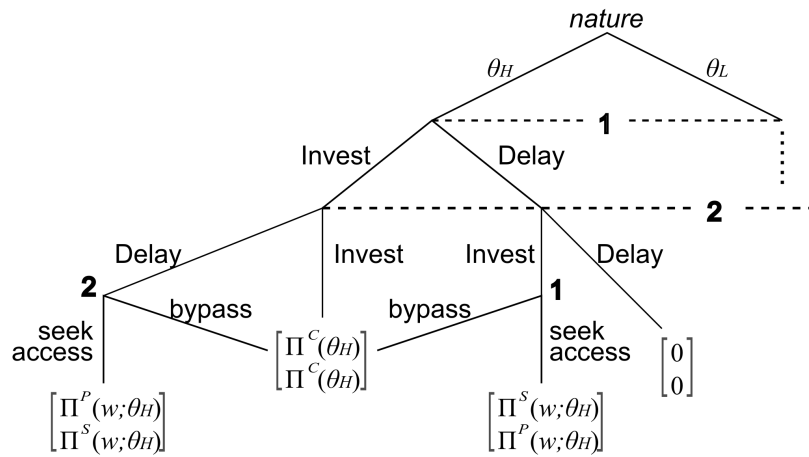 nature
θH
θL
1
Invest
Delay
2
Delay
Invest
Invest
Delay
2
bypass
bypass
1
seek
access
seek
access
[Π^C(θH)]
[Π^C(θH)]
[0]
[0]
[Π^P(w;θH)]
[Π^S(w;θH)]
[Π^S(w;θH)]
[Π^P(w;θH)]